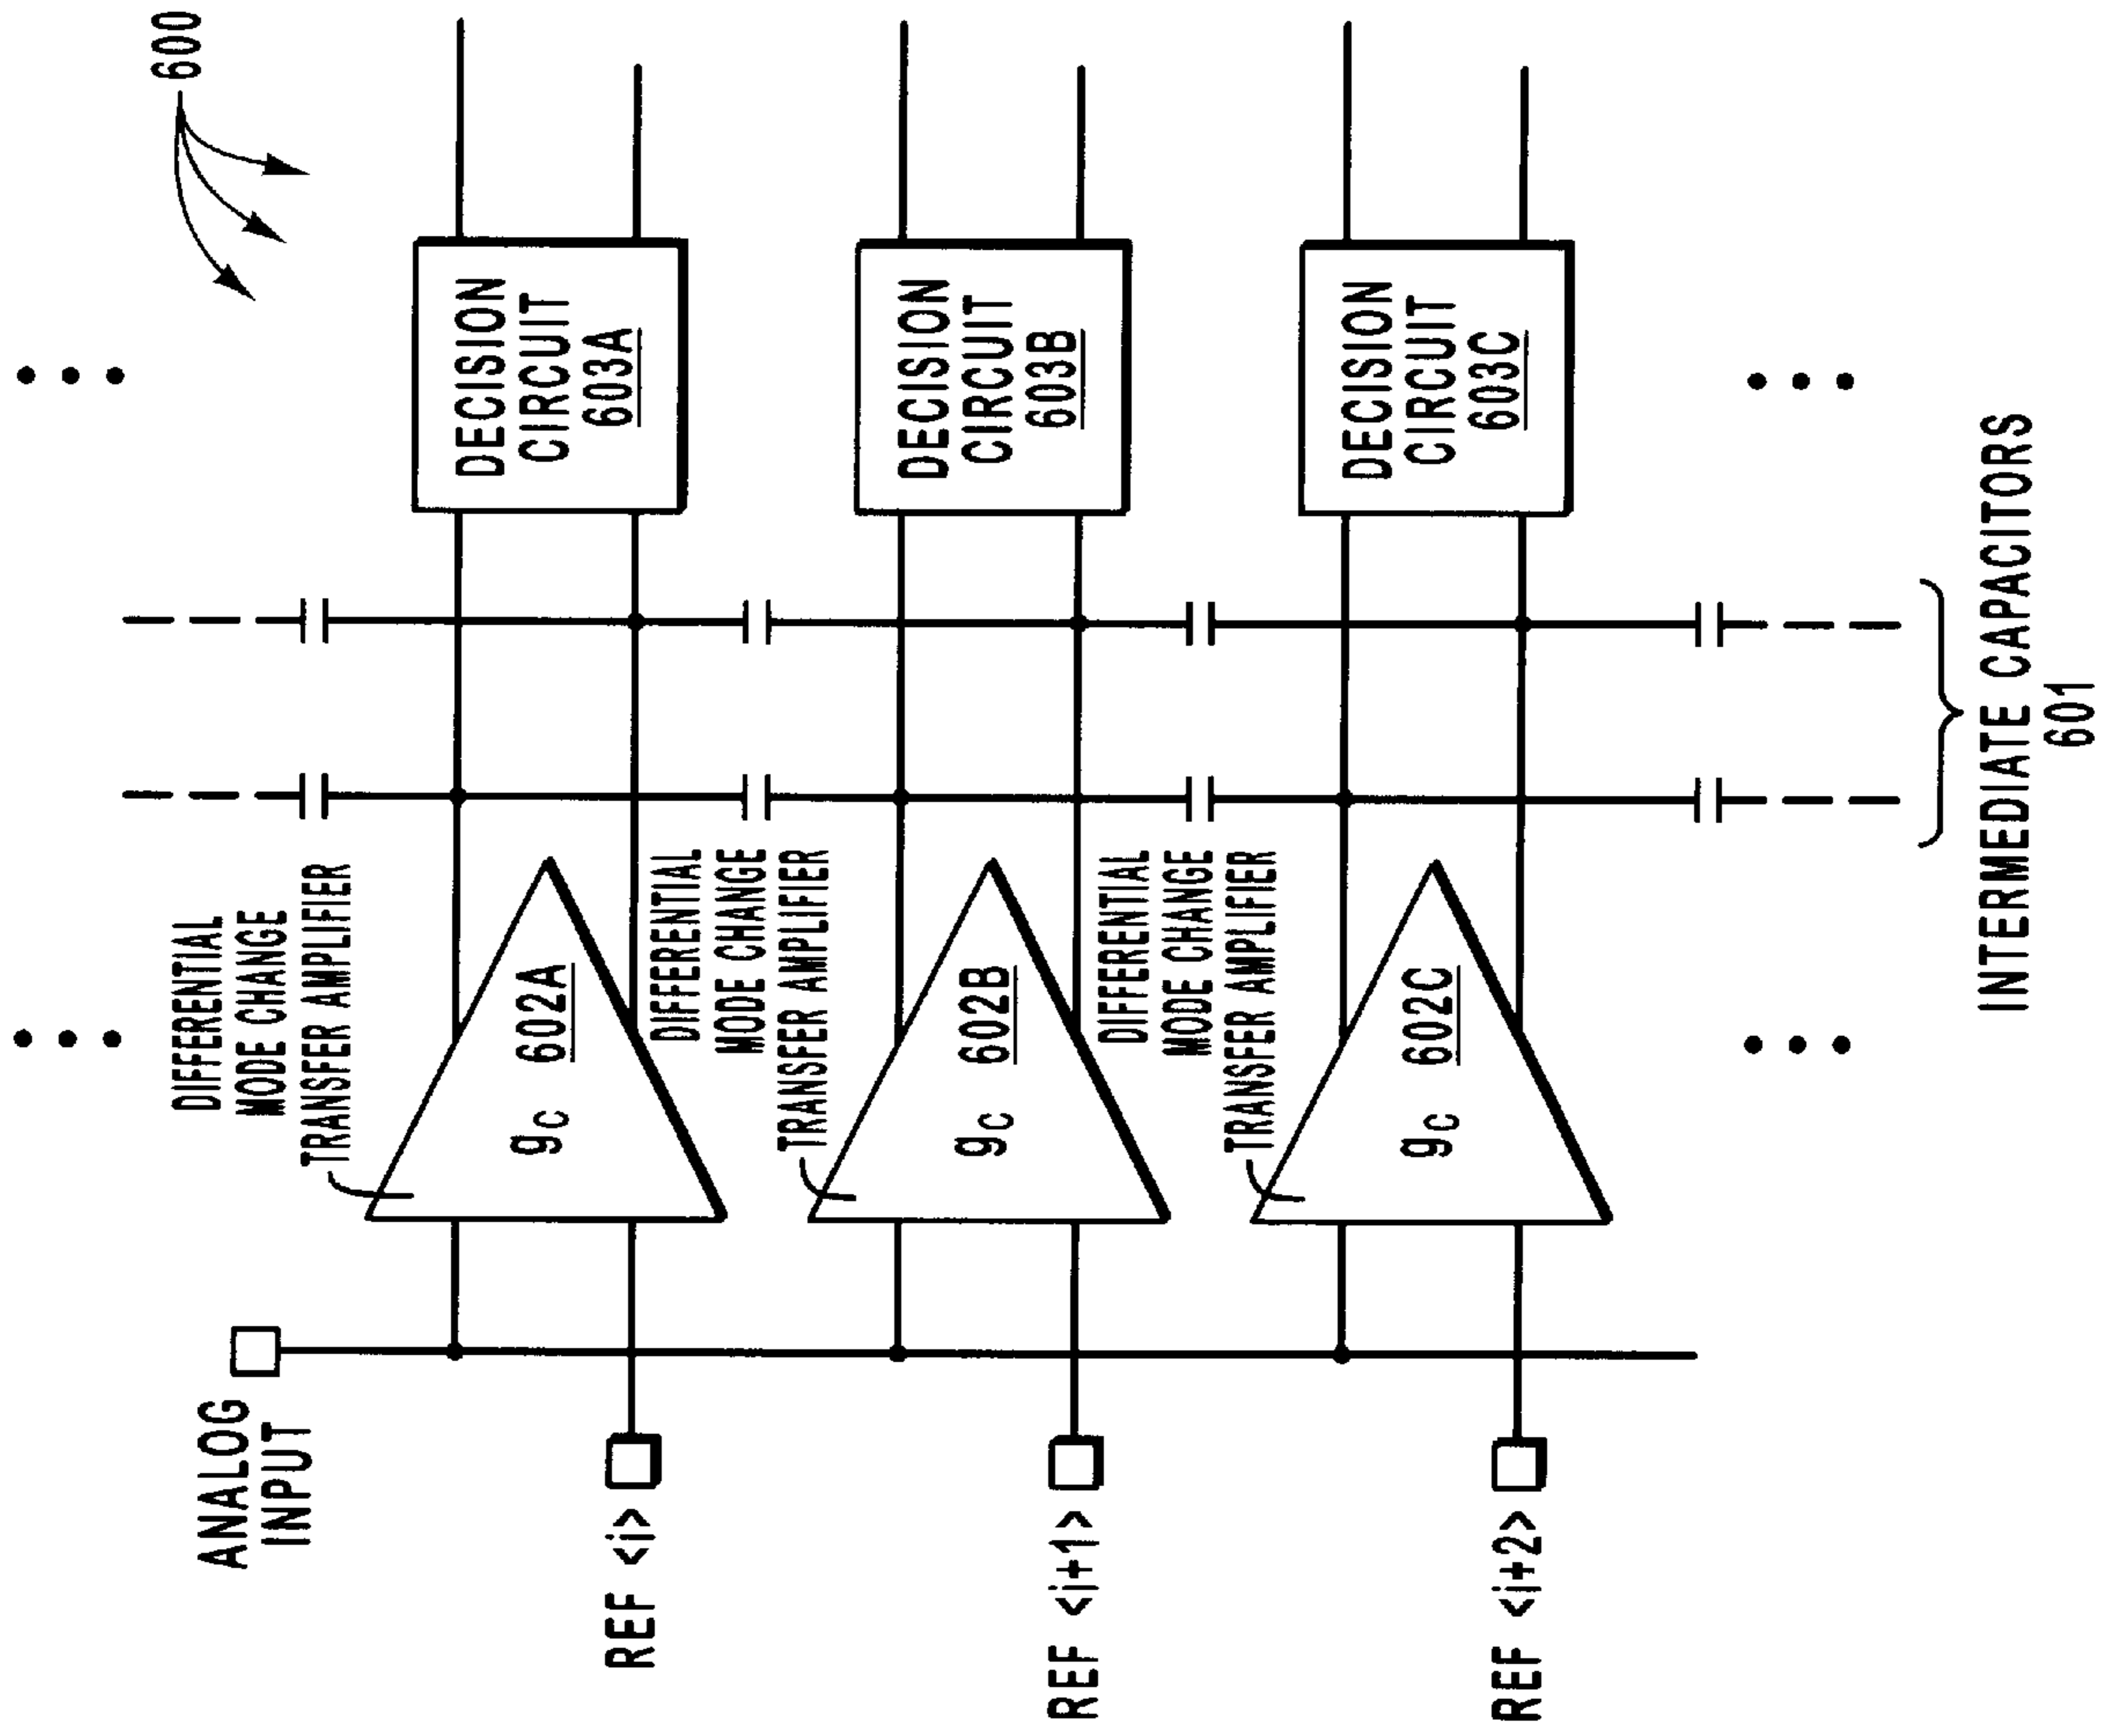 600
ANALOG
INPUT
DIFFERENTIAL
MODE CHANGE
TRANSFER AMPLIFIER
gC 602A
DECISION
CIRCUIT
603A
REF <i>
DIFFERENTIAL
MODE CHANGE
TRANSFER AMPLIFIER
gC 602B
DECISION
CIRCUIT
603B
REF <i+1>
DIFFERENTIAL
MODE CHANGE
TRANSFER AMPLIFIER
gC 602C
DECISION
CIRCUIT
603C
REF <i+2>
INTERMEDIATE CAPACITORS
601